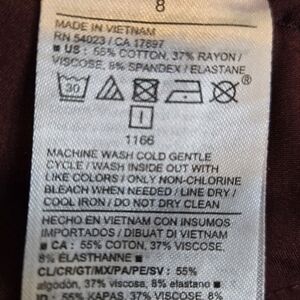 8
MADE IN VIETNAM
RN 54023 / CA 17897
■ US : 55% COTTON, 37% RAYON /
VISCOSE, 8% SPANDEX / ELASTANE
30
®
I
1166
MACHINE WASH COLD GENTLE
CYCLE / WASH INSIDE OUT WITH
LIKE COLORS / ONLY NON-CHLORINE
BLEACH WHEN NEEDED / LINE DRY /
COOL IRON / DO NOT DRY CLEAN
HECHO EN VIETNAM CON INSUMOS
IMPORTADOS / DIBUAT DI VIETNAM
■ CA : 55% COTTON, 37% VISCOSE,
8% ÉLASTHANNE ■
CL/CR/GT/MX/PA/PE/SV : 55%
algodón, 37% viscosa, 8% elastano ■
ID : 55% KAPAS, 37% VISCOSE, 8%